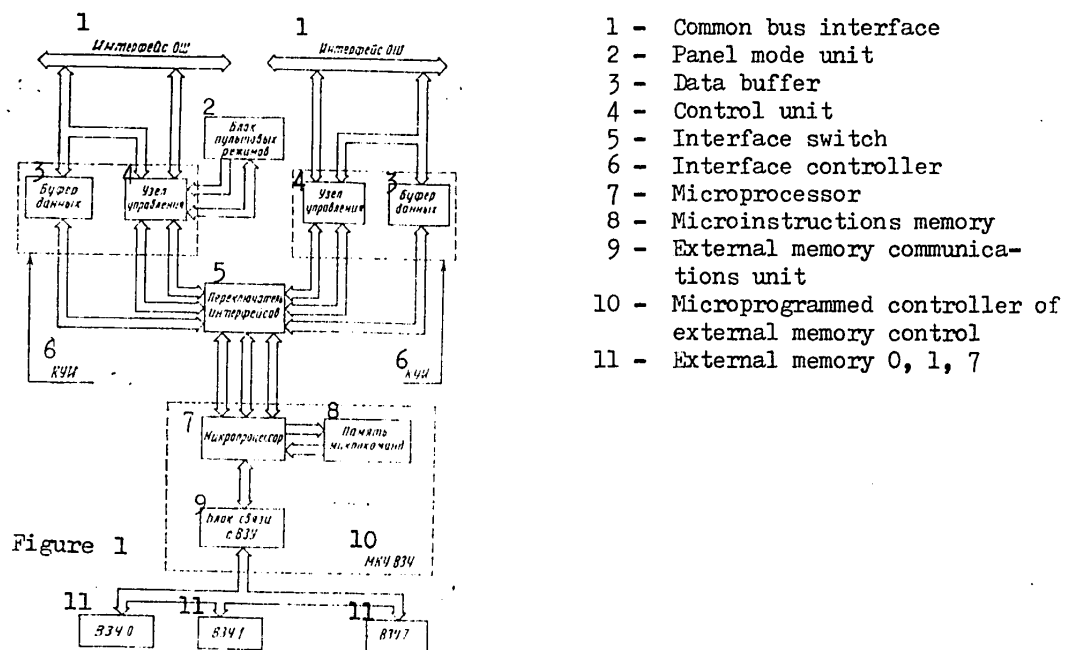 1
1
Интерфейс ОШ
Интерфейс ОШ
2
Блок
пультовых
режимов
3
Буфер
данных
4
Узел
управления
4
Узел
управления
3
Буфер
данных
5
Переключатель
интерфейсов
6
КУИ
6
КУИ
7
Микропроцессор
8
Память
микрокоманд
9
Блок связи
с ВЗУ
10
МКУ ВЗУ
Figure 1
11
ВЗУ 0
11
ВЗУ 1
11
ВЗУ 7
1 - Common bus interface
2 - Panel mode unit
3 - Data buffer
4 - Control unit
5 - Interface switch
6 - Interface controller
7 - Microprocessor
8 - Microinstructions memory
9 - External memory communica-
tions unit
10 - Microprogrammed controller of
external memory control
11 - External memory 0, 1, 7